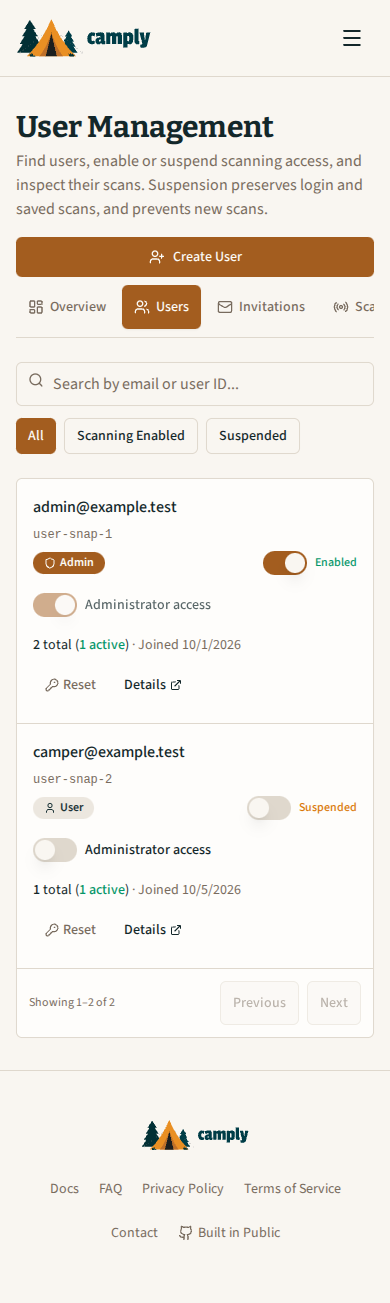 camply
User Management
Find users, enable or suspend scanning access, and
inspect their scans. Suspension preserves login and
saved scans, and prevents new scans.
Create User
Overview Users Invitations Sca
Search by email or user ID...
All Scanning Enabled Suspended
admin@example.test
user-snap-1
Admin Enabled
Administrator access
2 total (1 active) · Joined 10/1/2026
Reset Details
camper@example.test
user-snap-2
User Suspended
Administrator access
1 total (1 active) · Joined 10/5/2026
Reset Details
Showing 1–2 of 2 Previous Next
camply
Docs FAQ Privacy Policy Terms of Service
Contact Built in Public